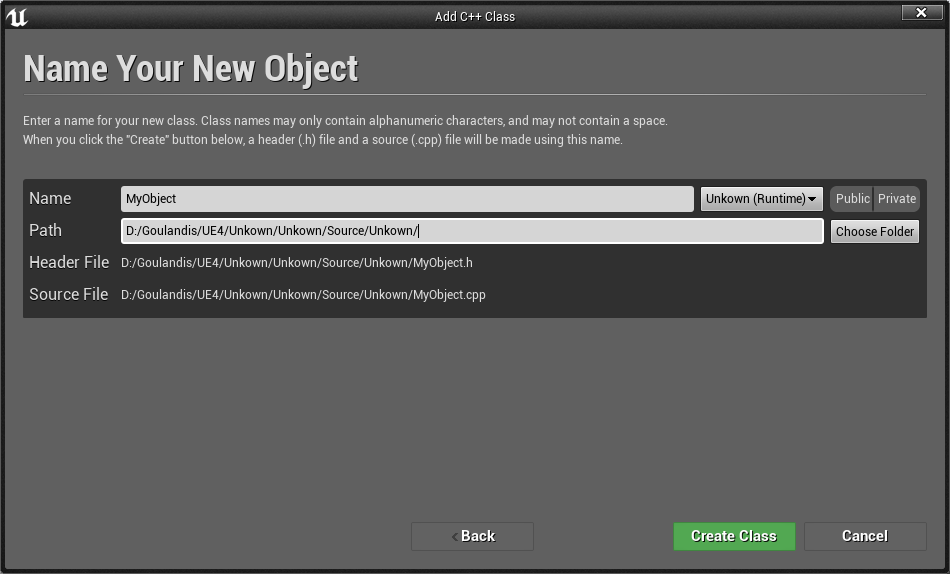 Add C++ Class
Name Your New Object
Enter a name for your new class. Class names may only contain alphanumeric characters, and may not contain a space.
When you click the "Create" button below, a header (.h) file and a source (.cpp) file will be made using this name.
Name MyObject Unkown (Runtime) Public Private
Path D:/Goulandis/UE4/Unkown/Unkown/Source/Unkown/ Choose Folder
Header File D:/Goulandis/UE4/Unkown/Unkown/Source/Unkown/MyObject.h
Source File D:/Goulandis/UE4/Unkown/Unkown/Source/Unkown/MyObject.cpp
Back Create Class Cancel